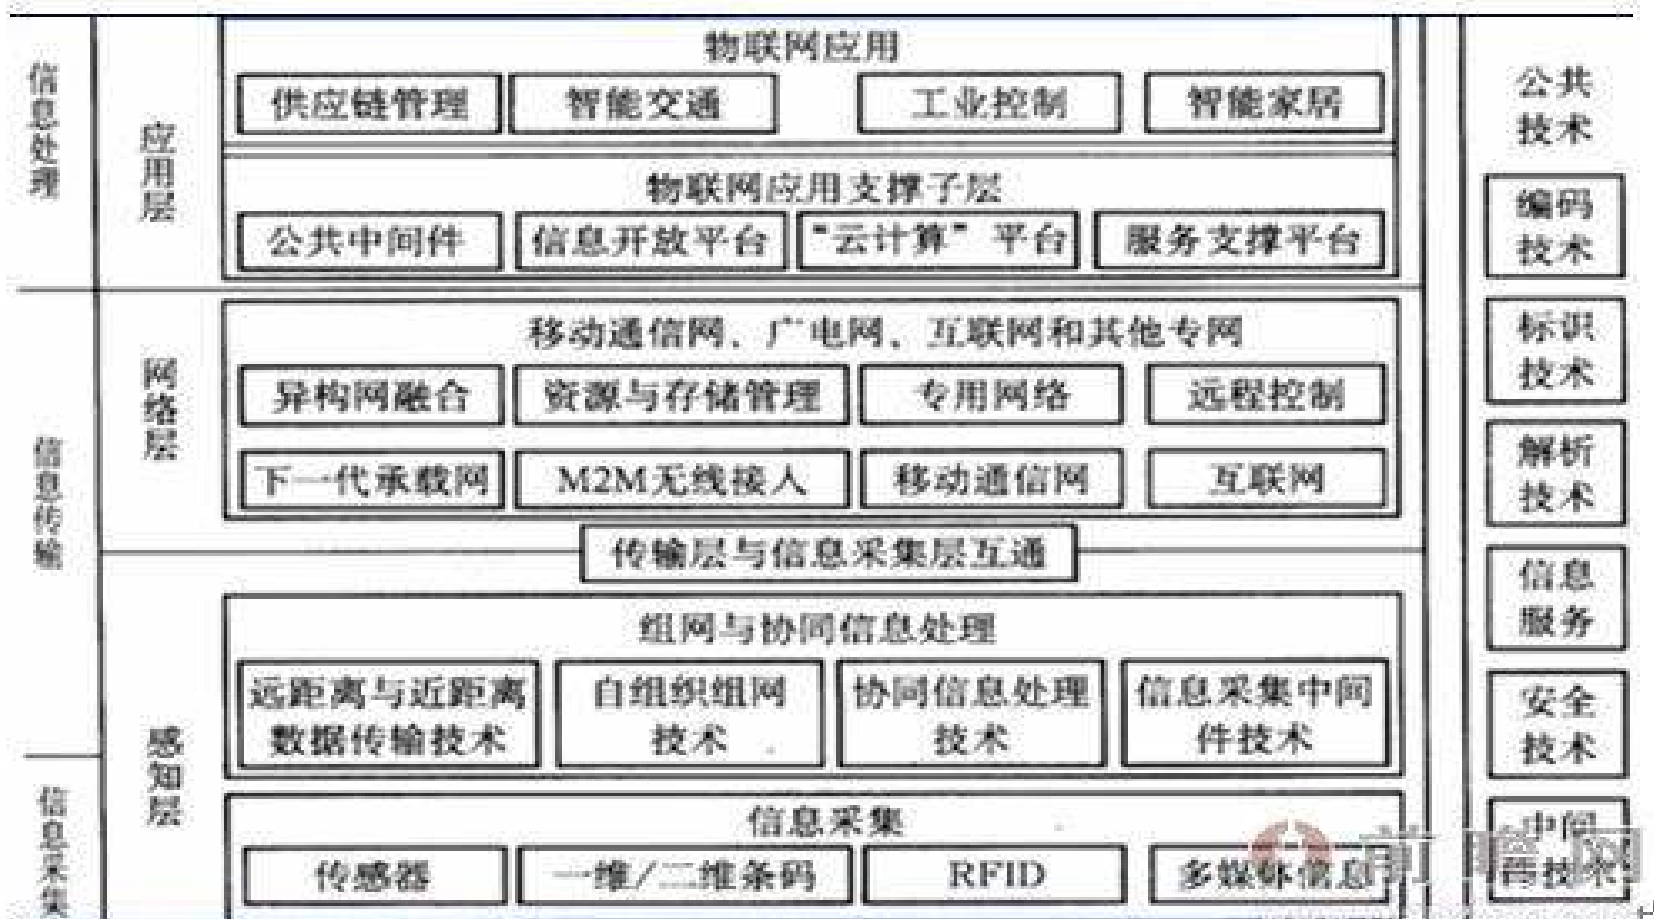 信息处理
应用层
物联网应用
供应链管理
智能交通
工业控制
智能家居
物联网应用支撑子层
公共中间件
信息开放平台
“云计算” 平台
服务支撑平台
信息传输
网络层
移动通信网、广电网、互联网和其他专网
异构网融合
资源与存储管理
专用网络
远程控制
下一代承载网
M2M无线接入
移动通信网
互联网
传输层与信息采集层互通
感知层
组网与协同信息处理
远距离与近距离
数据传输技术
自组织组网
技术
协同信息处理
技术
信息采集中间
件技术
信息采集
信息采集
传感器
一维/二维条码
RFID
多媒体信息
公共
技术
编码
技术
标识
技术
解析
技术
信息
服务
安全
技术
中间
件技术